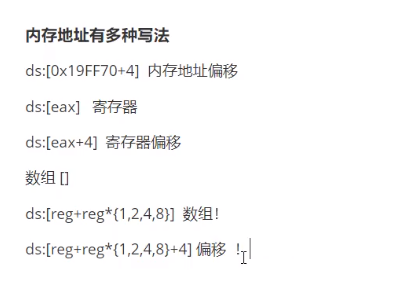 内存地址有多种写法
ds:[0x19FF70+4] 内存地址偏移
ds:[eax] 寄存器
ds:[eax+4] 寄存器偏移
数组 []
ds:[reg+reg*{1,2,4,8}] 数组！
ds:[reg+reg*{1,2,4,8}+4] 偏移 ！